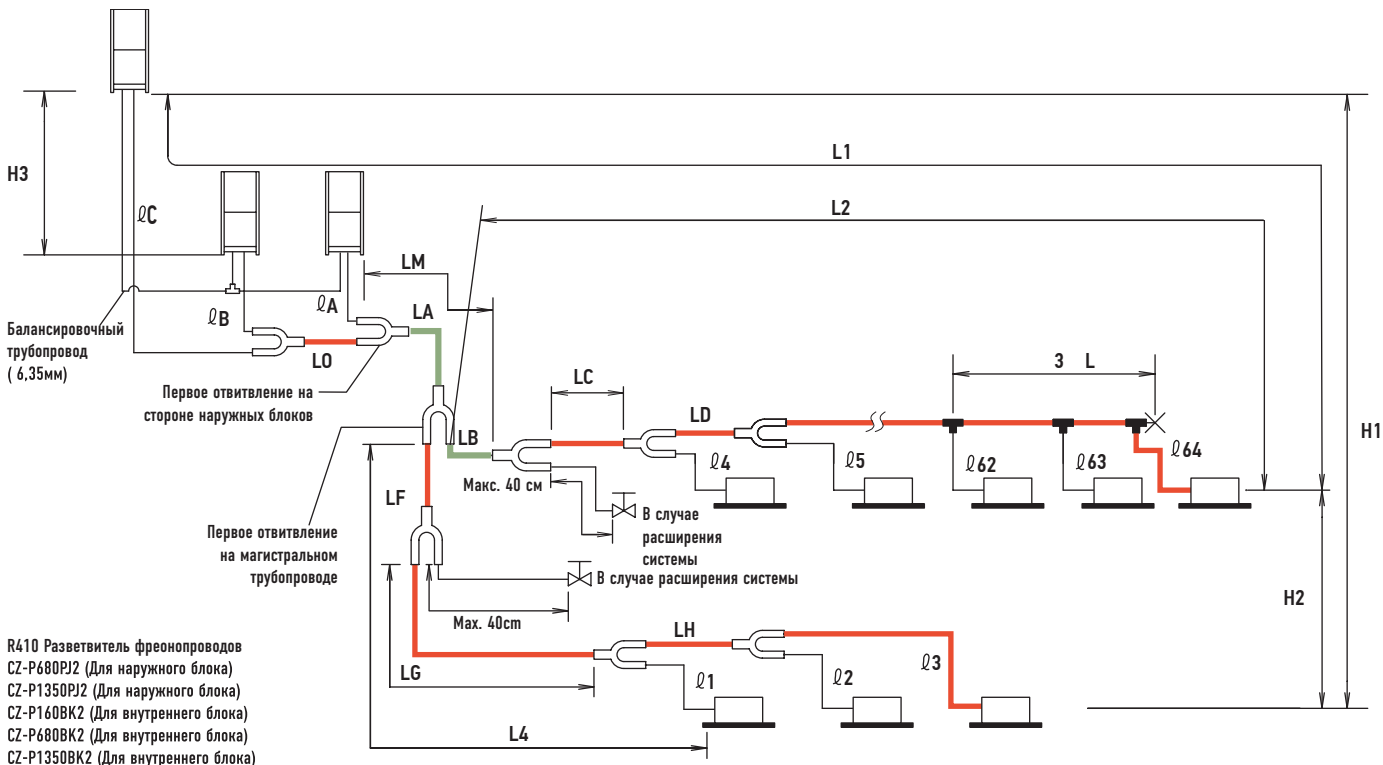 H3
ℓC
L1
L2
H1
LM
ℓB
ℓA
LA
Балансировочный
трубопровод
( 6,35мм)
LO
Первое отвитвление на
стороне наружных блоков
LC
3 L
LD
LB
Макс. 40 см
ℓ4
ℓ5
ℓ62
ℓ63
ℓ64
LF
В случае
расширения
системы
Первое отвитвление
на магистральном
трубопроводе
В случае расширения системы
H2
Max. 40cm
LG
LH
ℓ1
ℓ2
ℓ3
L4
R410 Разветвитель фреонопроводов
CZ-P680PJ2 (Для наружного блока)
CZ-P1350PJ2 (Для наружного блока)
CZ-P160BK2 (Для внутреннего блока)
CZ-P680BK2 (Для внутреннего блока)
CZ-P1350BK2 (Для внутреннего блока)